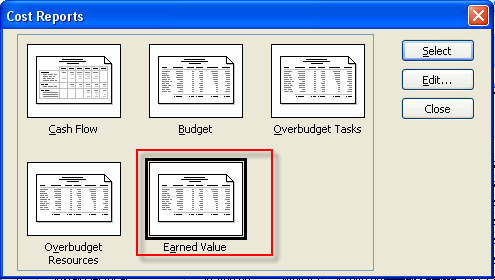 Cost Reports
Select
Edit...
Close
Cash Flow
Budget
Overbudget Tasks
Overbudget
Resources
Earned Value